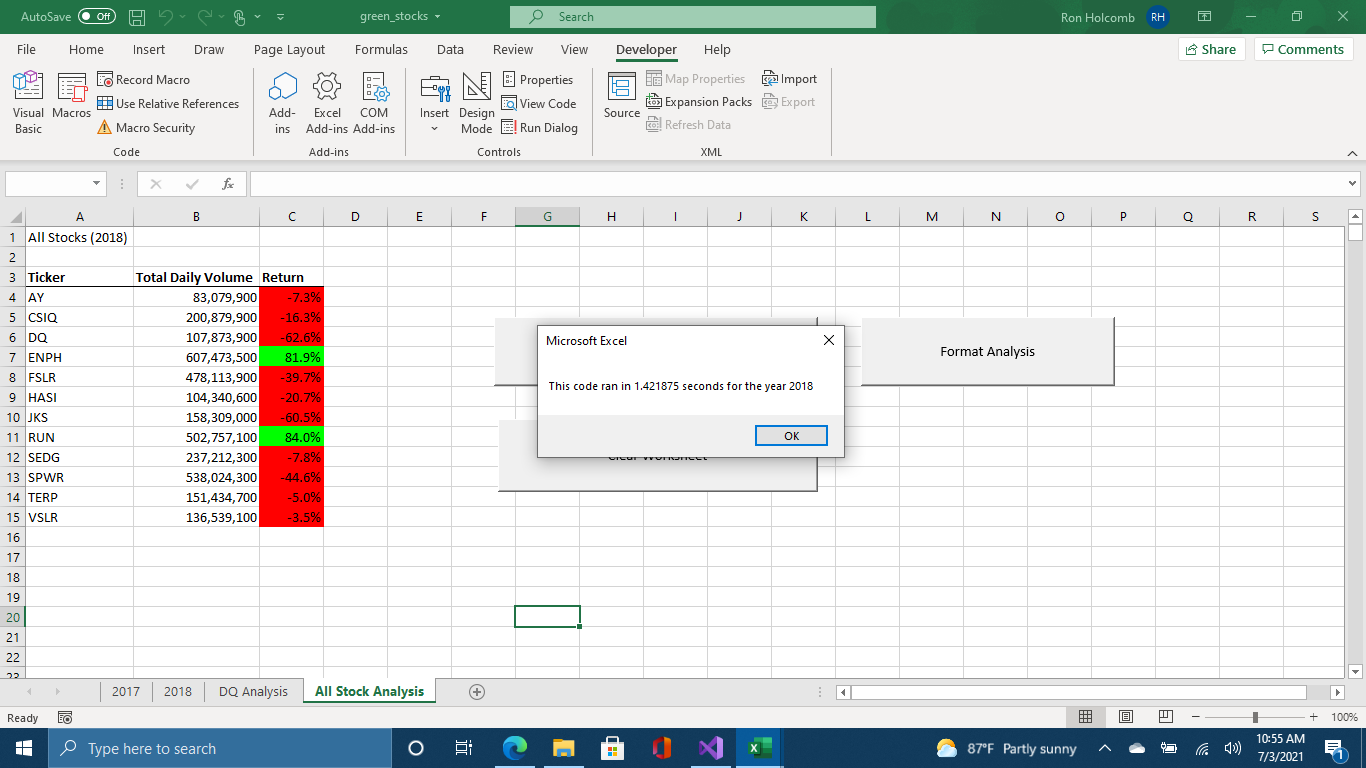 AutoSave Off green_stocks Search Ron Holcomb RH
File Home Insert Draw Page Layout Formulas Data Review View Developer Help Share Comments
Visual Basic
Macros
Record Macro
Use Relative References
Macro Security
Code
Add-ins
Excel Add-ins
COM Add-ins
Add-ins
Insert
Design Mode
Properties
View Code
Run Dialog
Controls
Source
Map Properties
Expansion Packs
Refresh Data
Import
Export
XML
fx
A B C D E F G H I J K L M N O P Q R S
1 All Stocks (2018)
2
3 Ticker Total Daily Volume Return
4 AY 83,079,900 -7.3%
5 CSIQ 200,879,900 -16.3%
6 DQ 107,873,900 -62.6%
7 ENPH 607,473,500 81.9%
8 FSLR 478,113,900 -39.7%
9 HASI 104,340,600 -20.7%
10 JKS 158,309,000 -60.5%
11 RUN 502,757,100 84.0%
12 SEDG 237,212,300 -7.8%
13 SPWR 538,024,300 -44.6%
14 TERP 151,434,700 -5.0%
15 VSLR 136,539,100 -3.5%
16
17
18
19
20
21
22
23
Microsoft Excel
This code ran in 1.421875 seconds for the year 2018
OK
Format Analysis
Clear Worksheet
2017 2018 DQ Analysis All Stock Analysis
Ready 100%
Type here to search 87°F Partly sunny 10:55 AM
7/3/2021
1